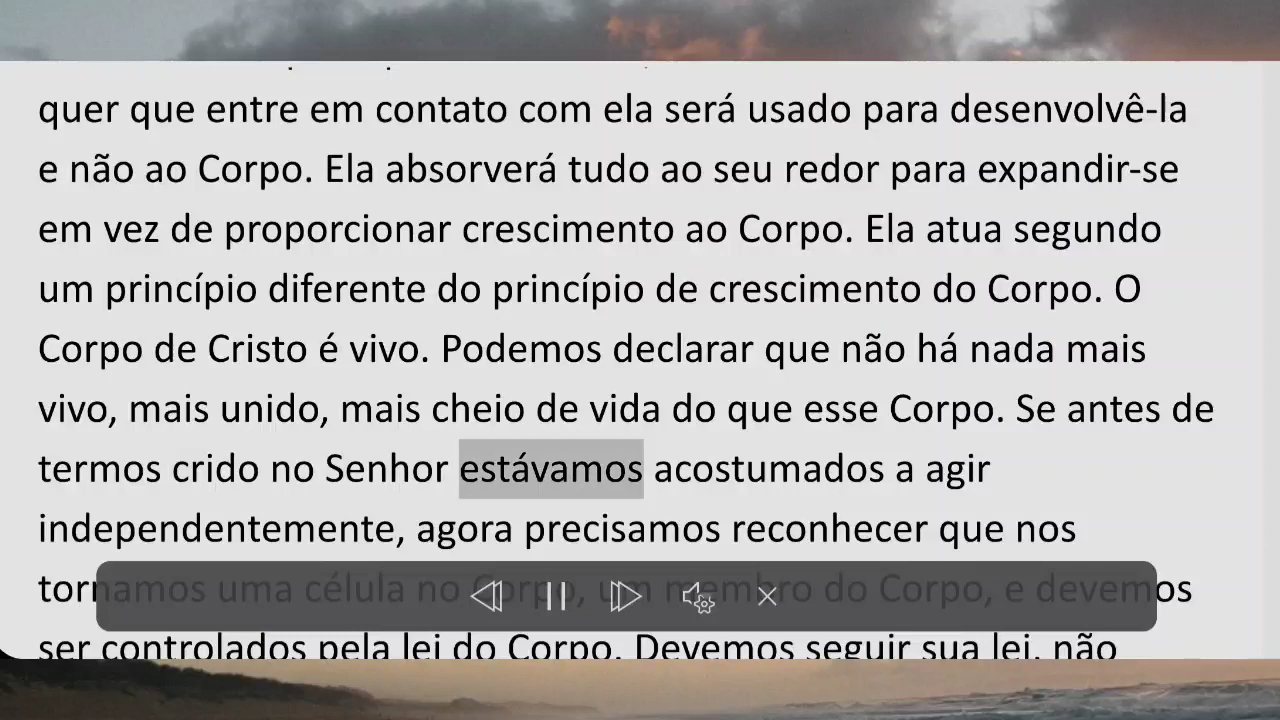 quer que entre em contato com ela será usado para desenvolvê-la
e não ao Corpo. Ela absorverá tudo ao seu redor para expandir-se
em vez de proporcionar crescimento ao Corpo. Ela atua segundo
um princípio diferente do princípio de crescimento do Corpo. O
Corpo de Cristo é vivo. Podemos declarar que não há nada mais
vivo, mais unido, mais cheio de vida do que esse Corpo. Se antes de
termos crido no Senhor estávamos acostumados a agir
independentemente, agora precisamos reconhecer que nos
tornamos uma célula no Corpo, um membro do Corpo, e devemos
ser controlados pela lei do Corpo. Devemos seguir sua lei, não